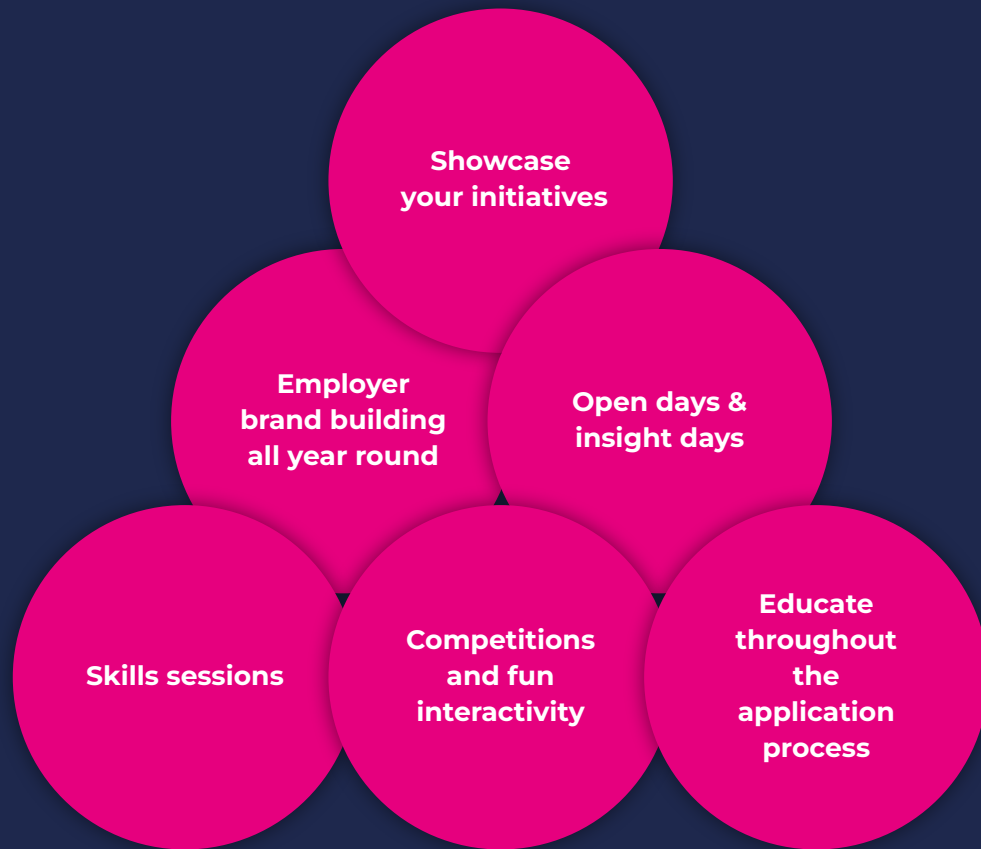 Showcase
your initiatives
Employer
brand building
all year round
Open days &
insight days
Skills sessions
Competitions
and fun
interactivity
Educate
throughout
the
application
process